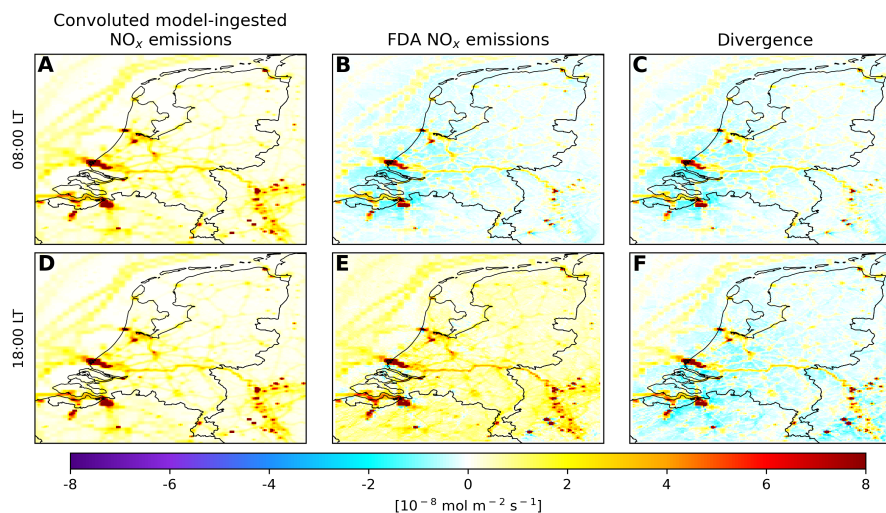 Convoluted model-ingested
NOₓ emissions
FDA NOₓ emissions
Divergence
08:00 LT
A
B
C
18:00 LT
D
E
F
-8 -6 -4 -2 0 2 4 6 8
[10⁻⁸ mol m⁻² s⁻¹]